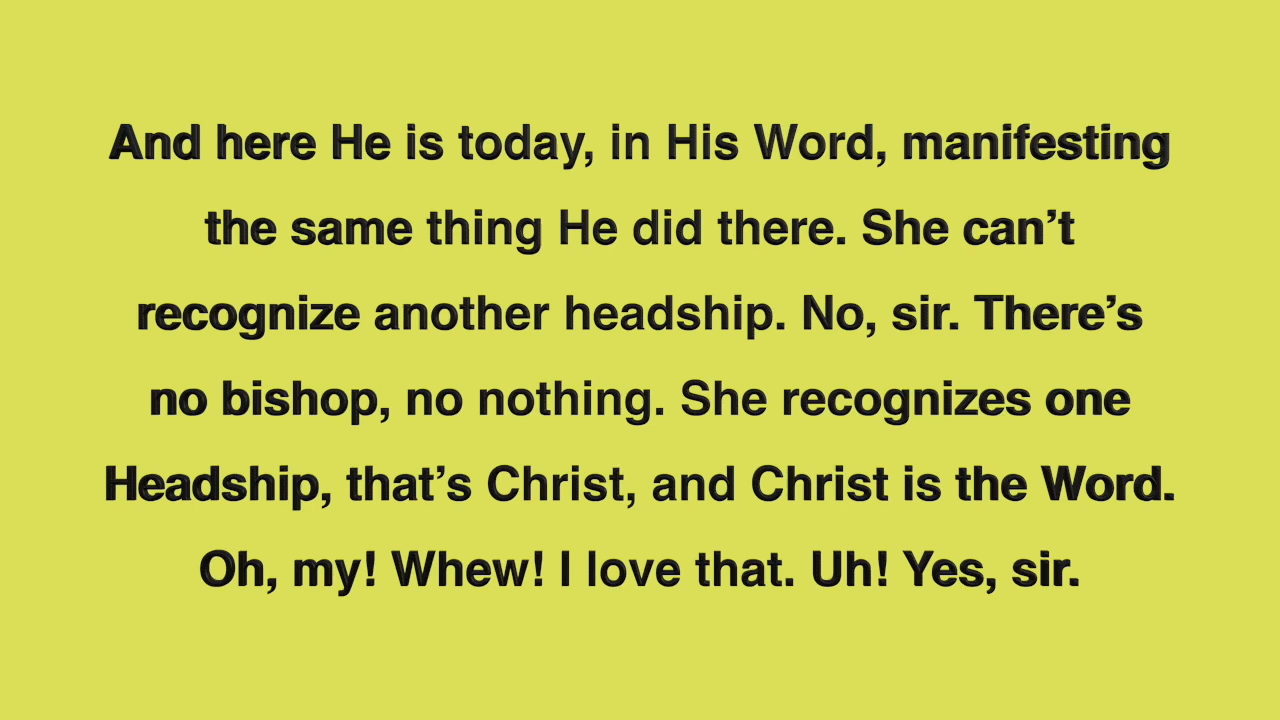 And here He is today, in His Word, manifesting
the same thing He did there. She can’t
recognize another headship. No, sir. There’s
no bishop, no nothing. She recognizes one
Headship, that’s Christ, and Christ is the Word.
Oh, my! Whew! I love that. Uh! Yes, sir.